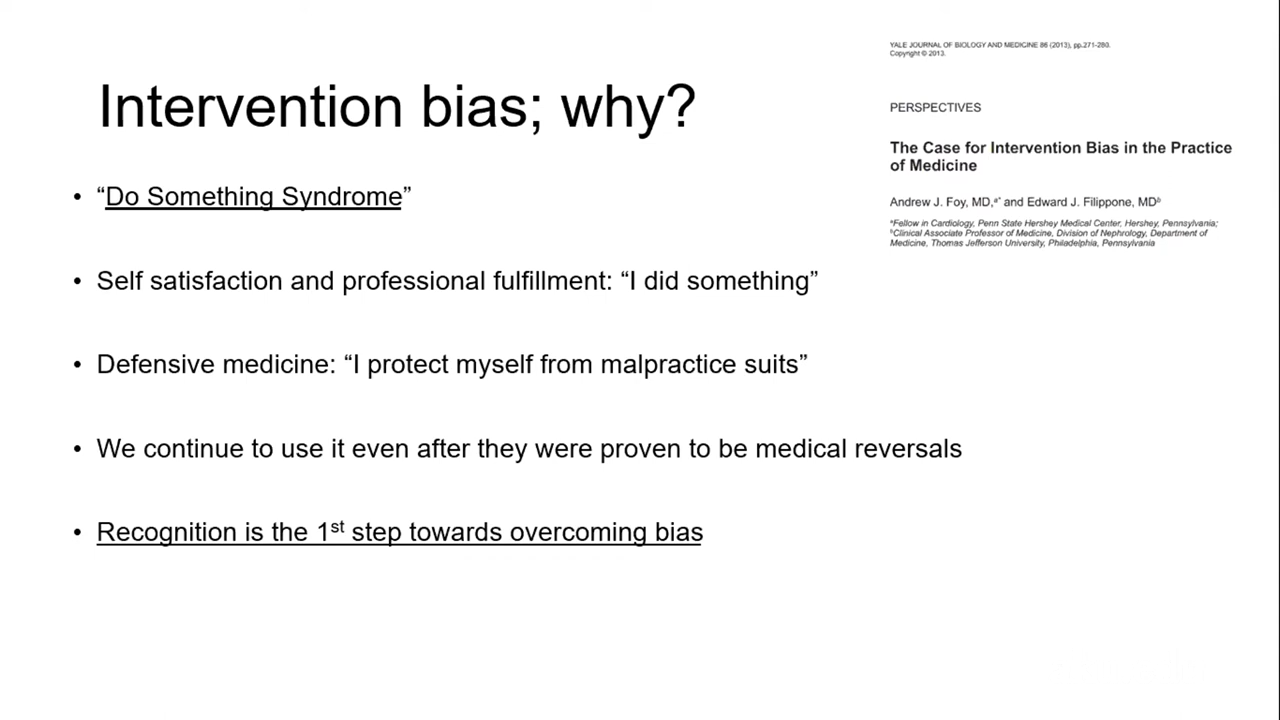 Intervention bias; why?
• “Do Something Syndrome”
• Self satisfaction and professional fulfillment: “I did something”
• Defensive medicine: “I protect myself from malpractice suits”
• We continue to use it even after they were proven to be medical reversals
• Recognition is the 1st step towards overcoming bias
YALE JOURNAL OF BIOLOGY AND MEDICINE 86 (2013), pp.271-280.
Copyright © 2013.
PERSPECTIVES
The Case for Intervention Bias in the Practice
of Medicine
Andrew J. Foy, MD,a* and Edward J. Filippone, MDb
aFellow in Cardiology, Penn State Hershey Medical Center, Hershey, Pennsylvania;
bClinical Associate Professor of Medicine, Division of Nephrology, Department of
Medicine, Thomas Jefferson University, Philadelphia, Pennsylvania